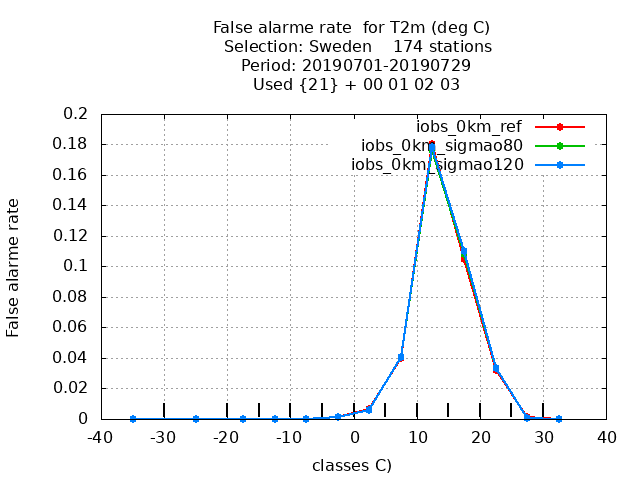 False alarme rate  for T2m (deg C)
Selection: Sweden    174 stations
Period: 20190701-20190729
Used {21} + 00 01 02 03
iobs_0km_ref
iobs_0km_sigmao80
iobs_0km_sigmao120
False alarme rate
0.2
0.18
0.16
0.14
0.12
0.1
0.08
0.06
0.04
0.02
0
-40 -30 -20 -10 0 10 20 30 40
classes C)